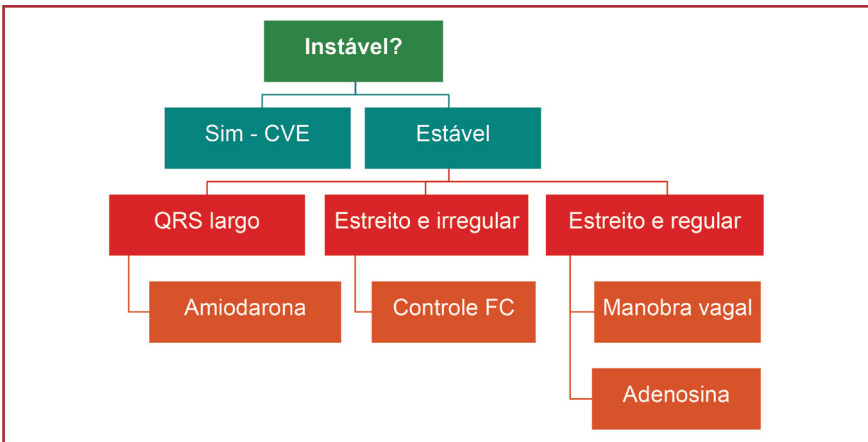 Instável?
Sim - CVE
Estável
QRS largo
Estreito e irregular
Estreito e regular
Amiodarona
Controle FC
Manobra vagal
Adenosina